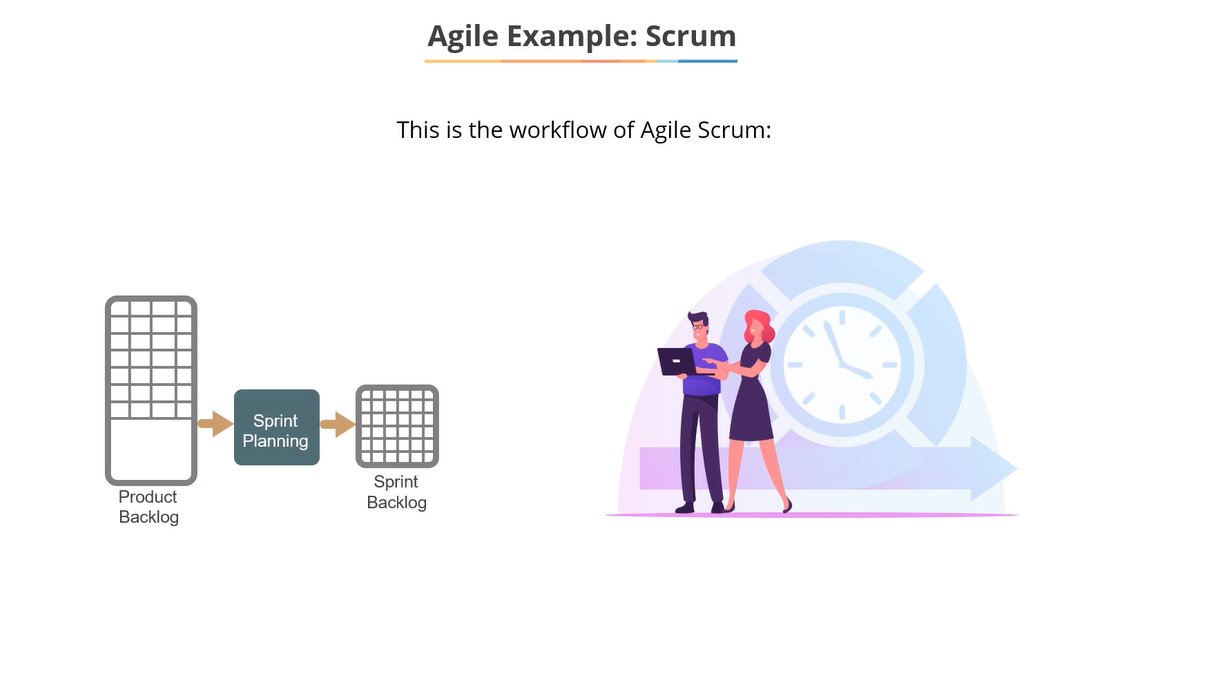 Agile Example: Scrum
This is the workflow of Agile Scrum:
Sprint
Planning
Product
Backlog
Sprint
Backlog